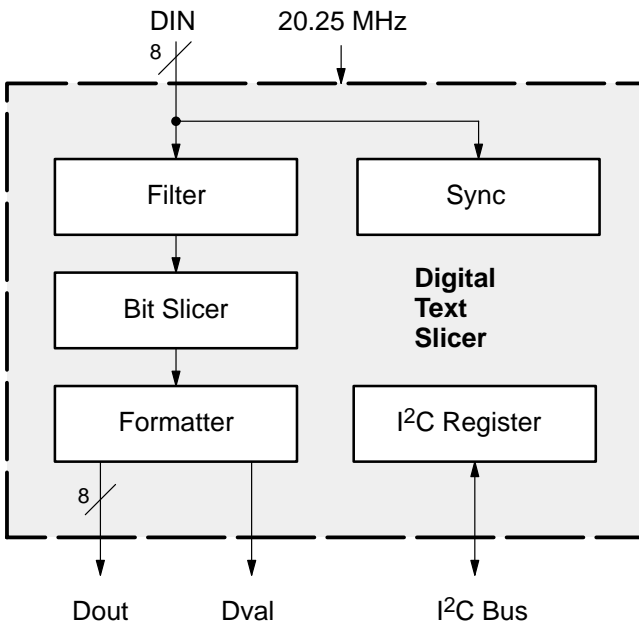 DIN 20.25 MHz
8
Filter Sync
Digital
Text
Slicer
Bit Slicer
Formatter I²C Register
8
Dout Dval I²C Bus